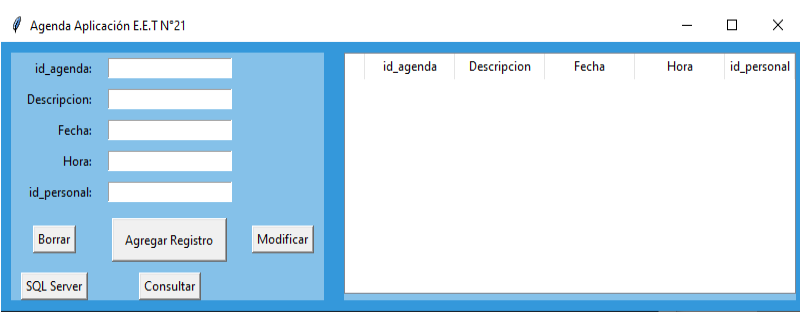 Agenda Aplicación E.E.T N°21
id_agenda:
Descripcion:
Fecha:
Hora:
id_personal:
Borrar Agregar Registro Modificar
SQL Server Consultar
id_agenda Descripcion Fecha Hora id_personal